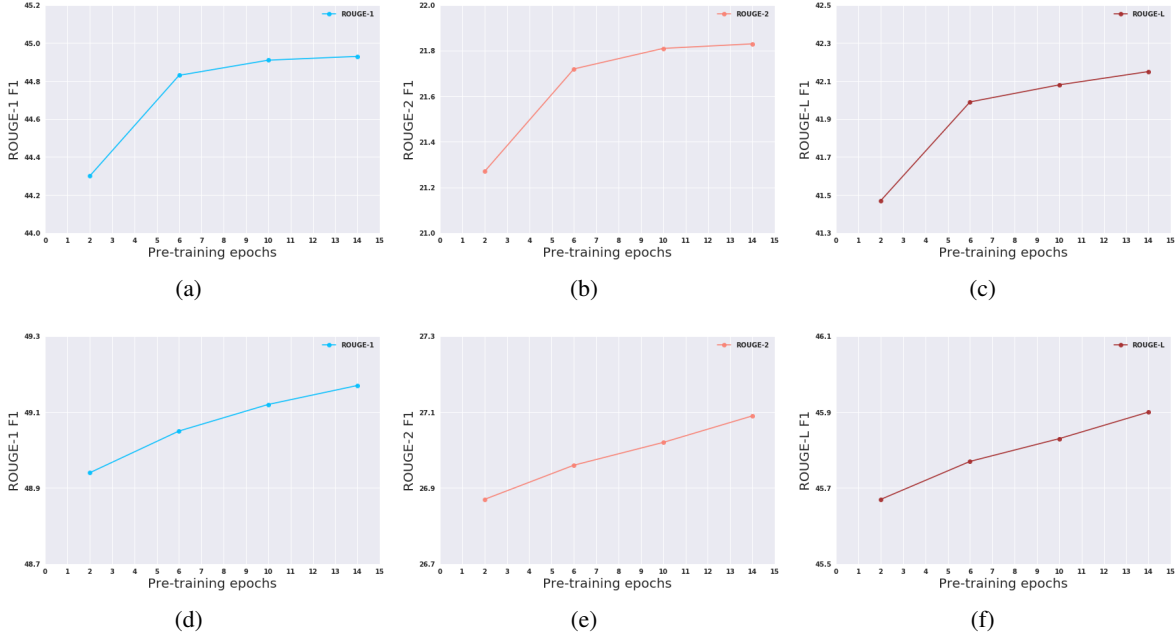 45.2
45.0
44.8
44.6
44.4
44.2
44.0
ROUGE-1 F1
ROUGE-1
0 1 2 3 4 5 6 7 8 9 10 11 12 13 14 15
Pre-training epochs
(a)
22.0
21.8
21.6
21.4
21.2
21.0
ROUGE-2 F1
ROUGE-2
0 1 2 3 4 5 6 7 8 9 10 11 12 13 14 15
Pre-training epochs
(b)
42.5
42.3
42.1
41.9
41.7
41.5
41.3
ROUGE-L F1
ROUGE-L
0 1 2 3 4 5 6 7 8 9 10 11 12 13 14 15
Pre-training epochs
(c)
49.3
49.1
48.9
48.7
ROUGE-1 F1
ROUGE-1
0 1 2 3 4 5 6 7 8 9 10 11 12 13 14 15
Pre-training epochs
(d)
27.3
27.1
26.9
26.7
ROUGE-2 F1
ROUGE-2
0 1 2 3 4 5 6 7 8 9 10 11 12 13 14 15
Pre-training epochs
(e)
46.1
45.9
45.7
45.5
ROUGE-L F1
ROUGE-L
0 1 2 3 4 5 6 7 8 9 10 11 12 13 14 15
Pre-training epochs
(f)